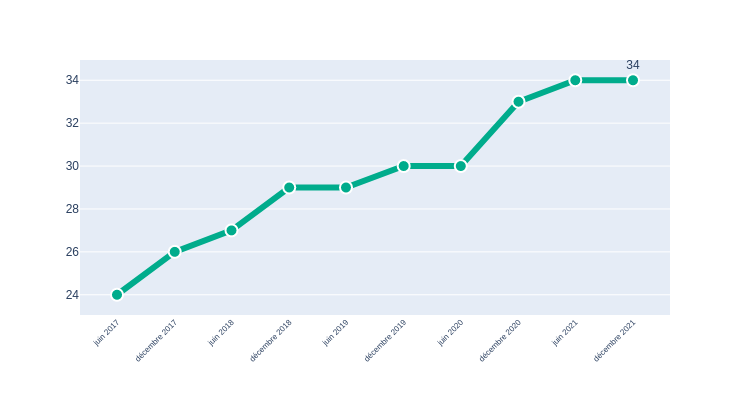 34
34
32
30
28
26
24
juin 2017
décembre 2017
juin 2018
décembre 2018
juin 2019
décembre 2019
juin 2020
décembre 2020
juin 2021
décembre 2021